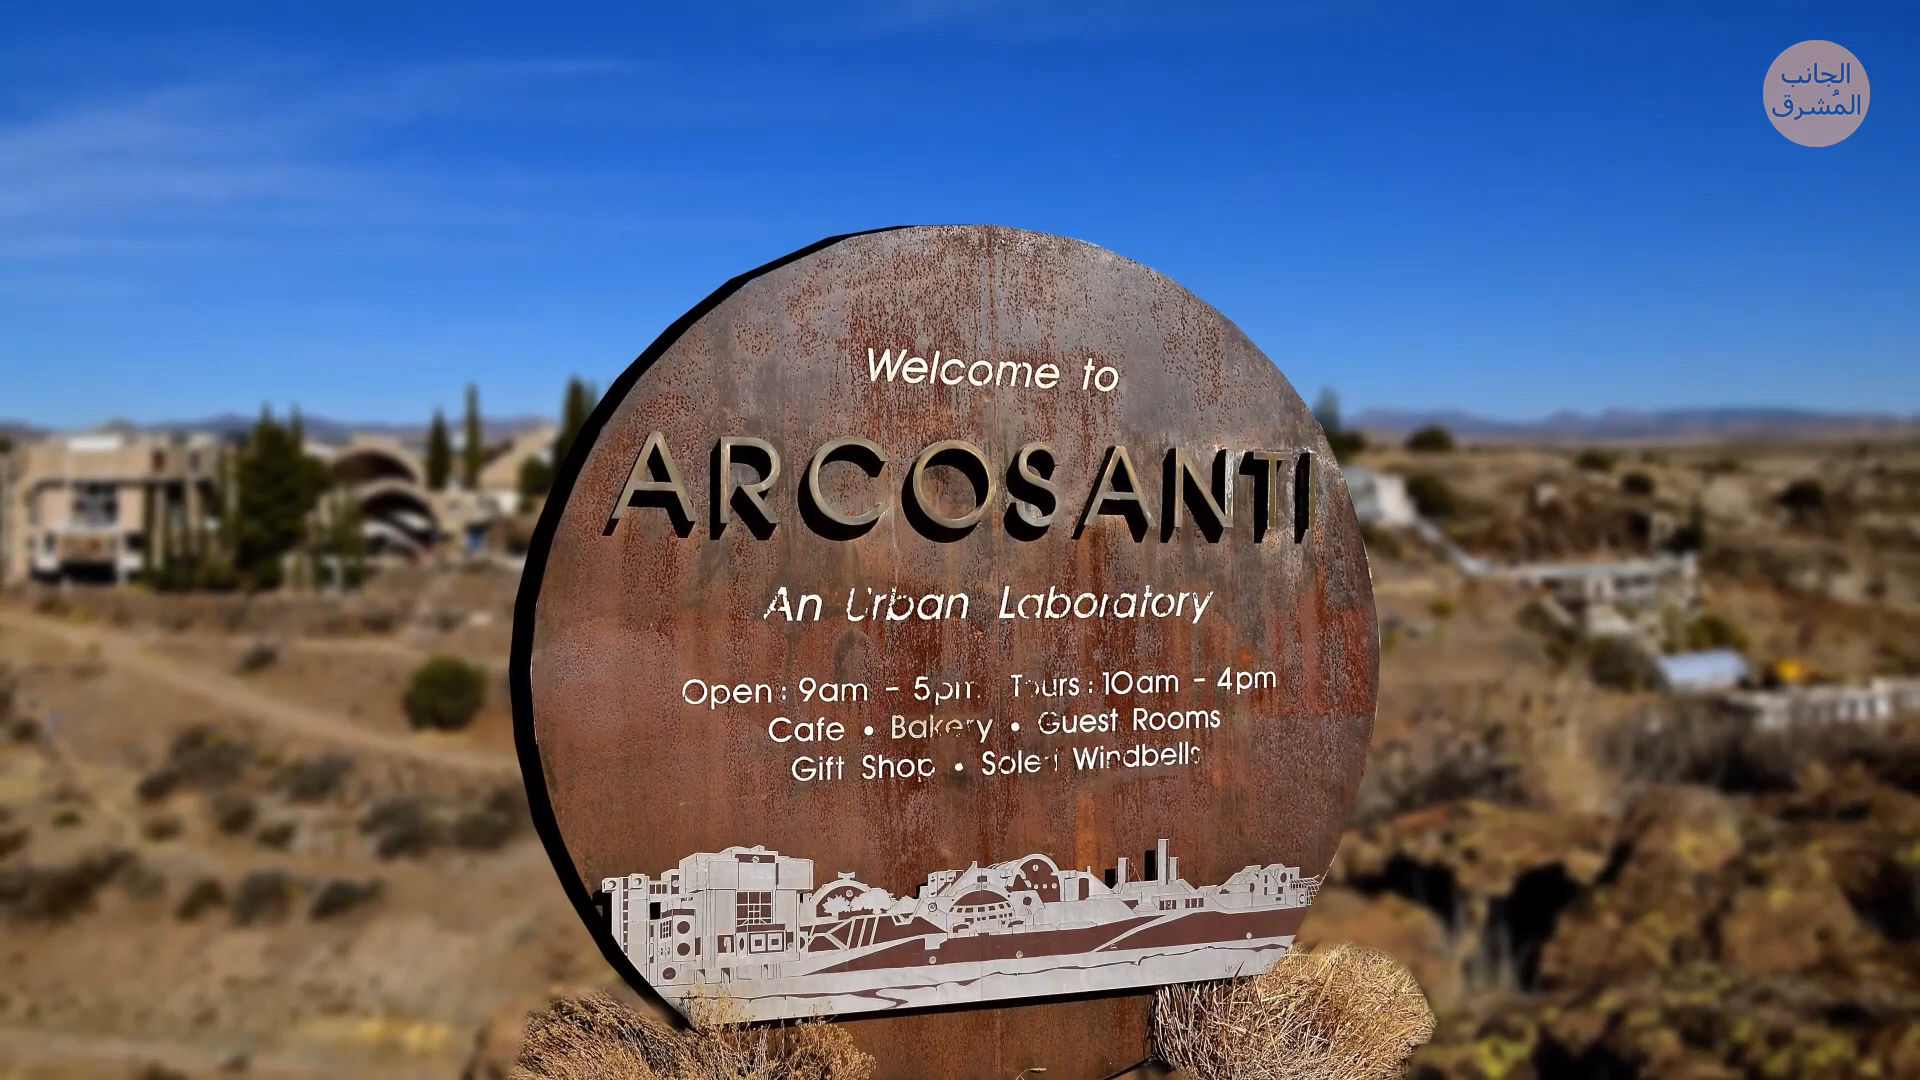 الجانب
المُشرق
Welcome to
ARCOSANTI
An Urban Laboratory
Open: 9am - 5pm Tours: 10am - 4pm
Cafe • Bakery • Guest Rooms
Gift Shop • Soleri Windbells